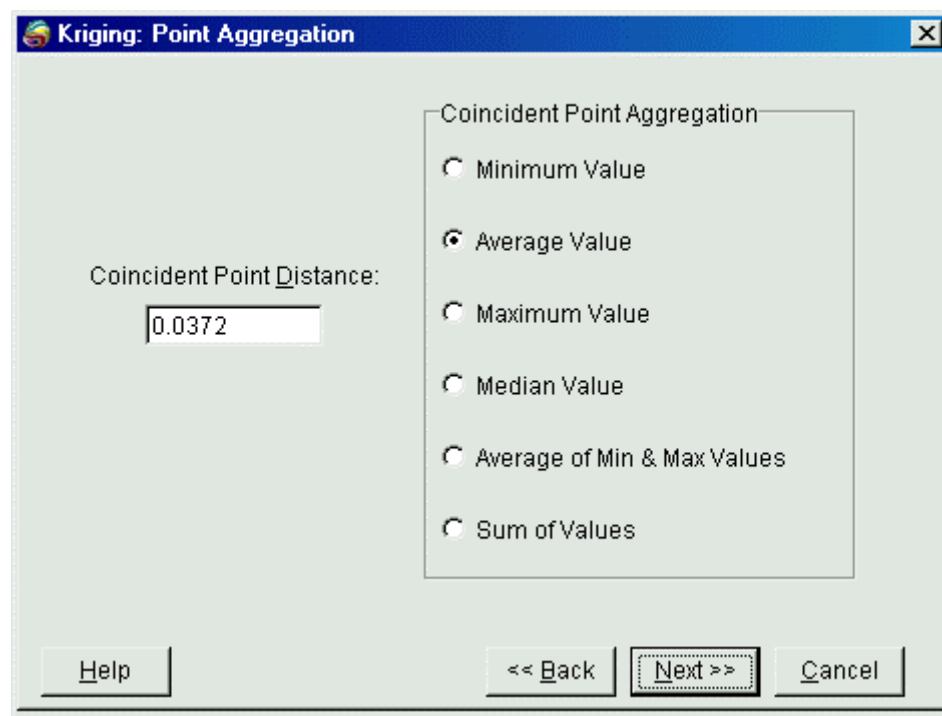 Kriging: Point Aggregation
Coincident Point Distance:
0.0372
Coincident Point Aggregation
Minimum Value
Average Value
Maximum Value
Median Value
Average of Min & Max Values
Sum of Values
Help
<< Back
Next >>
Cancel